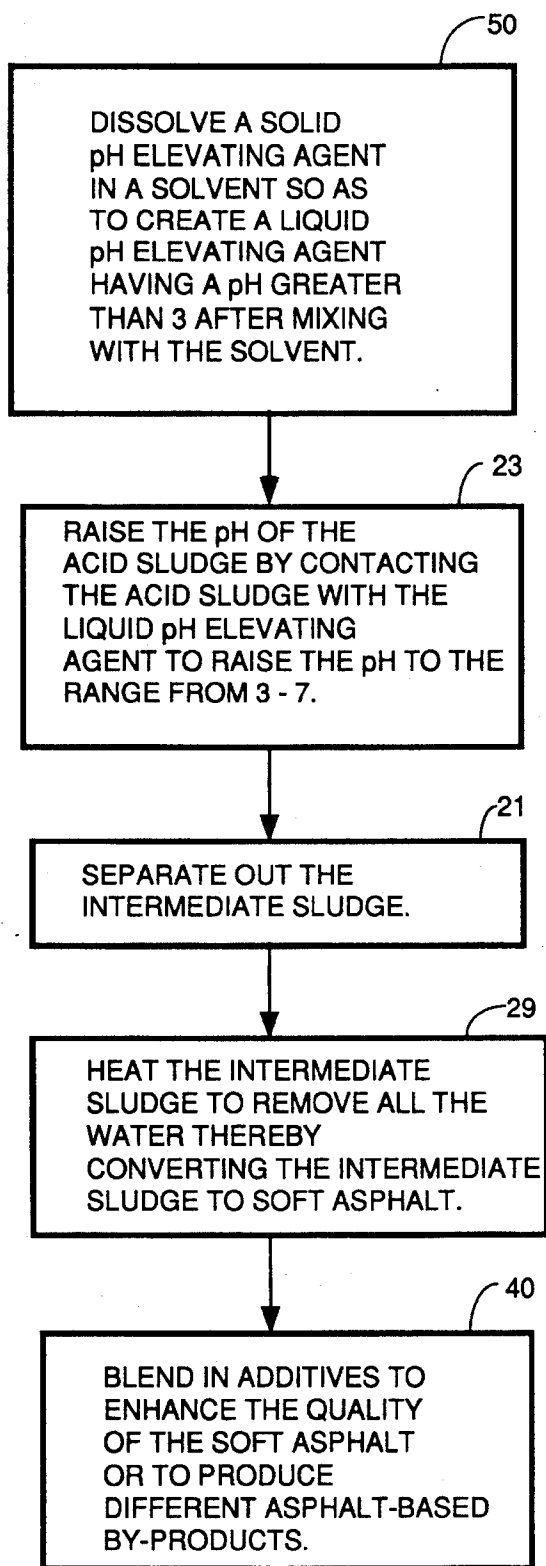 50
DISSOLVE A SOLID
pH ELEVATING AGENT
IN A SOLVENT SO AS
TO CREATE A LIQUID
pH ELEVATING AGENT
HAVING A pH GREATER
THAN 3 AFTER MIXING
WITH THE SOLVENT.
23
RAISE THE pH OF THE
ACID SLUDGE BY CONTACTING
THE ACID SLUDGE WITH THE
LIQUID pH ELEVATING
AGENT TO RAISE THE pH TO THE
RANGE FROM 3 - 7.
21
SEPARATE OUT THE
INTERMEDIATE SLUDGE.
29
HEAT THE INTERMEDIATE
SLUDGE TO REMOVE ALL THE
WATER THEREBY
CONVERTING THE INTERMEDIATE
SLUDGE TO SOFT ASPHALT.
40
BLEND IN ADDITIVES TO
ENHANCE THE QUALITY
OF THE SOFT ASPHALT
OR TO PRODUCE
DIFFERENT ASPHALT-BASED
BY-PRODUCTS.